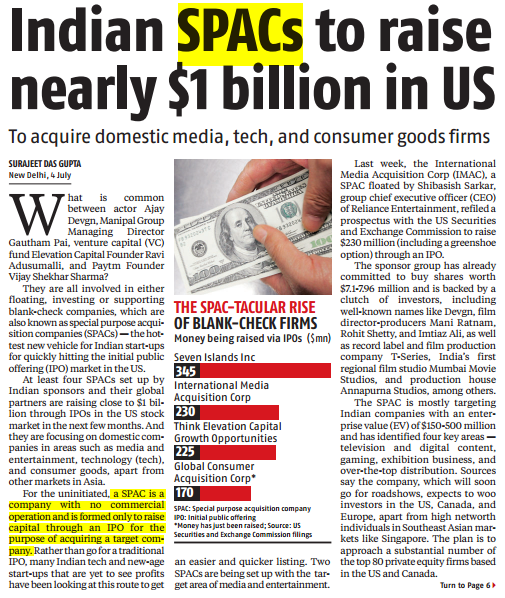 Indian SPACs to raise
nearly $1 billion in US
To acquire domestic media, tech, and consumer goods firms
SURAJEET DAS GUPTA
New Delhi, 4 July
What is common
between actor Ajay
Devgn, Manipal Group
Managing Director
Gautham Pai, venture capital (VC)
fund Elevation Capital Founder Ravi
Adusumalli, and Paytm Founder
Vijay Shekhar Sharma?
They are all involved in either
floating, investing or supporting
blank-check companies, which are
also known as special purpose acqui-
sition companies (SPACs) — the hot-
test new vehicle for Indian start-ups
for quickly hitting the initial public
offering (IPO) market in the US.
At least four SPACs set up by
Indian sponsors and their global
partners are raising close to $1 bil-
lion through IPOs in the US stock
market in the next few months. And
they are focusing on domestic com-
panies in areas such as media and
entertainment, technology (tech),
and consumer goods, apart from
other markets in Asia.
For the uninitiated, a SPAC is a
company with no commercial
operation and is formed only to raise
capital through an IPO for the
purpose of acquiring a target com-
pany. Rather than go for a traditional
IPO, many Indian tech and new-age
start-ups that are yet to see profits
have been looking at this route to get
THE SPAC-TACULAR RISE
OF BLANK-CHECK FIRMS
Money being raised via IPOs ($mn)
Seven Islands Inc
345
International Media
Acquisition Corp
230
Think Elevation Capital
Growth Opportunities
225
Global Consumer
Acquisition Corp*
170
SPAC: Special purpose acquisition company
IPO: Initial public offering
*Money has just been raised; Source: US
Securities and Exchange Commission filings
an easier and quicker listing. Two
SPACs are being set up with the tar-
get area of media and entertainment.
Last week, the International
Media Acquisition Corp (IMAC), a
SPAC floated by Shibasish Sarkar,
group chief executive officer (CEO)
of Reliance Entertainment, refiled a
prospectus with the US Securities
and Exchange Commission to raise
$230 million (including a greenshoe
option) through an IPO.
The sponsor group has already
committed to buy shares worth
$7.1-7.96 million and is backed by a
clutch of investors, including
well-known names like Devgn, film
director-producers Mani Ratnam,
Rohit Shetty, and Imtiaz Ali, as well
as record label and film production
company T-Series, India's first
regional film studio Mumbai Movie
Studios, and production house
Annapurna Studios, among others.
The SPAC is mostly targeting
Indian companies with an enter-
prise value (EV) of $150-500 million
and has identified four key areas —
television and digital content,
gaming, exhibition business, and
over-the-top distribution. Sources
say the company, which will soon
go for roadshows, expects to woo
investors in the US, Canada, and
Europe, apart from high networth
individuals in Southeast Asian mar-
kets like Singapore. The plan is to
approach a substantial number of
the top 80 private equity firms based
in the US and Canada.
Turn to Page 6